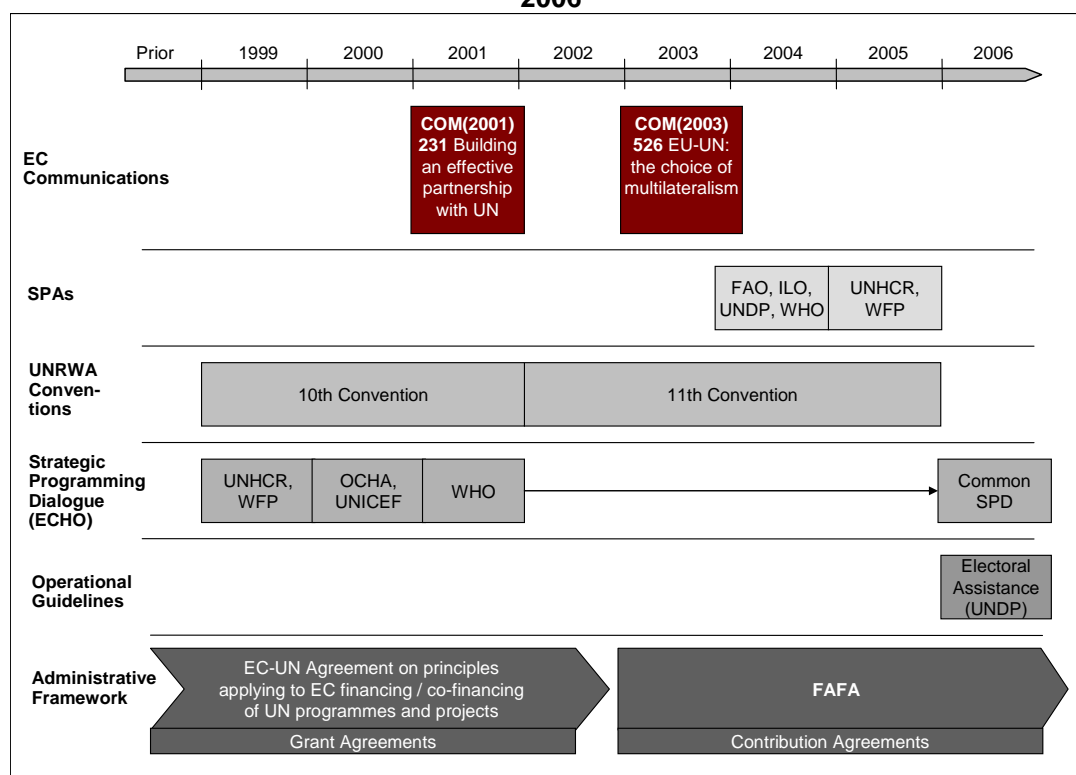 2006
Prior 1999 2000 2001 2002 2003 2004 2005 2006
EC
Communications
COM(2001)
231 Building
an effective
partnership
with UN
COM(2003)
526 EU-UN:
the choice of
multilateralism
SPAs
FAO, ILO,
UNDP, WHO
UNHCR,
WFP
UNRWA
Conven-
tions
10th Convention
11th Convention
Strategic
Programming
Dialogue
(ECHO)
UNHCR,
WFP
OCHA,
UNICEF
WHO
Common
SPD
Operational
Guidelines
Electoral
Assistance
(UNDP)
Administrative
Framework
EC-UN Agreement on principles
applying to EC financing / co-financing
of UN programmes and projects
Grant Agreements
FAFA
Contribution Agreements